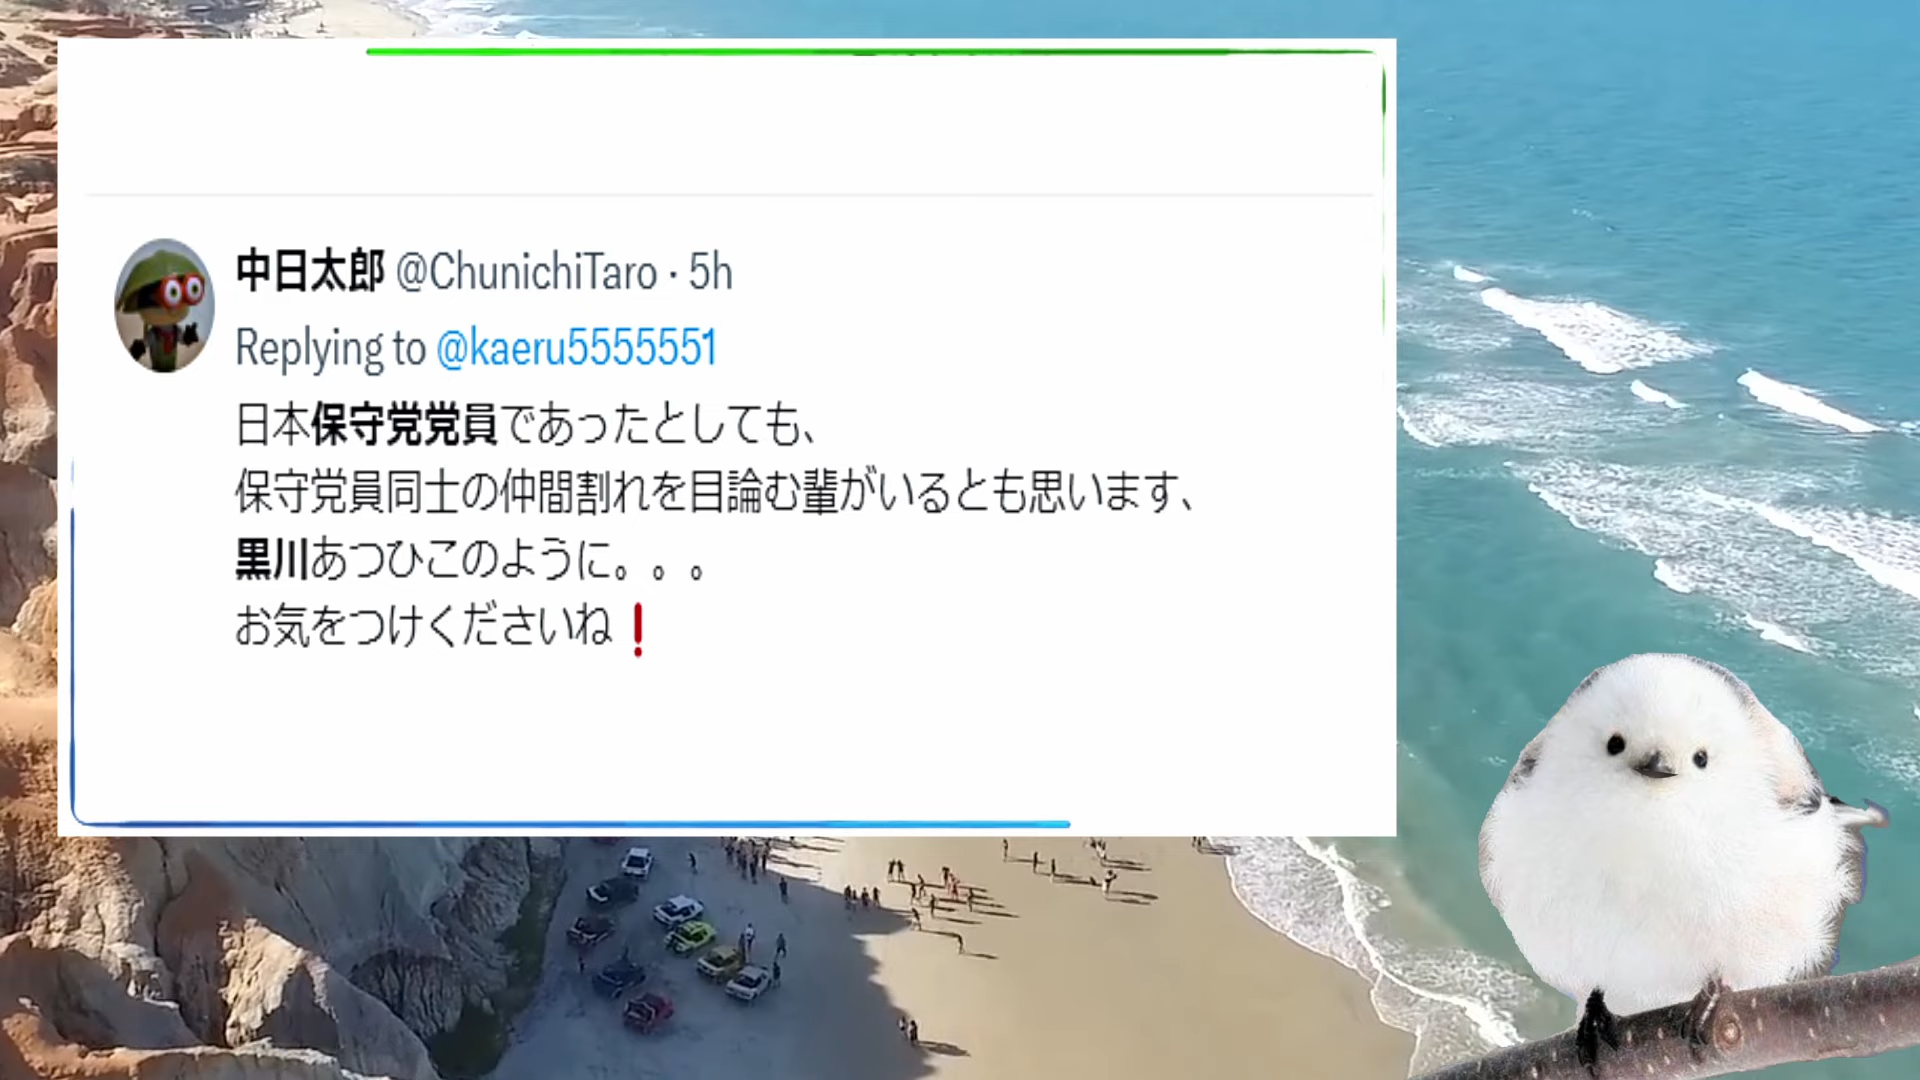 中日太郎 @ChunichiTaro · 5h
Replying to @kaeru5555551
日本保守党党員であったとしても、
保守党員同士の仲間割れを目論む輩がいるとも思います、
黒川あつひこのように。。。
お気をつけくださいね❗